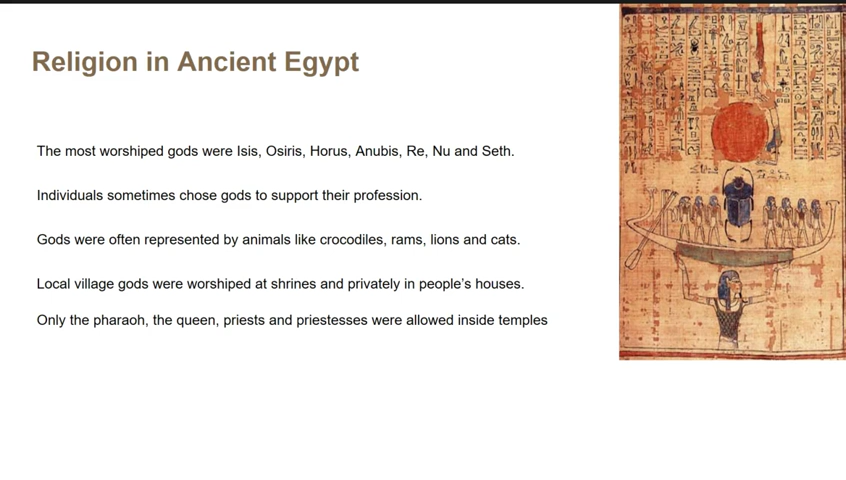 Religion in Ancient Egypt
The most worshiped gods were Isis, Osiris, Horus, Anubis, Re, Nu and Seth.
Individuals sometimes chose gods to support their profession.
Gods were often represented by animals like crocodiles, rams, lions and cats.
Local village gods were worshiped at shrines and privately in people’s houses.
Only the pharaoh, the queen, priests and priestesses were allowed inside temples